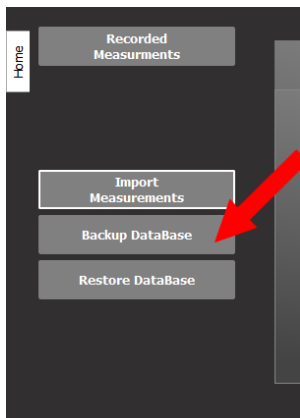 Home
Recorded
Measurments
Import
Measurements
Backup DataBase
Restore DataBase